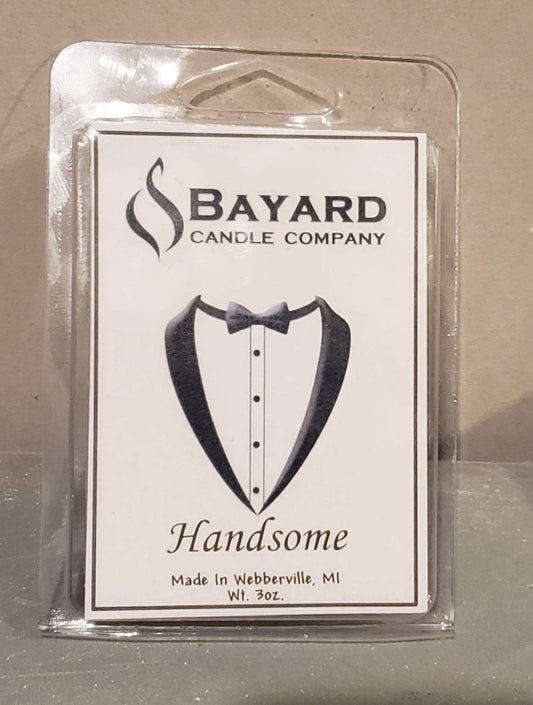 BAYARD
CANDLE COMPANY
Handsome
Made In Webberville, MI
Wt. 3oz.